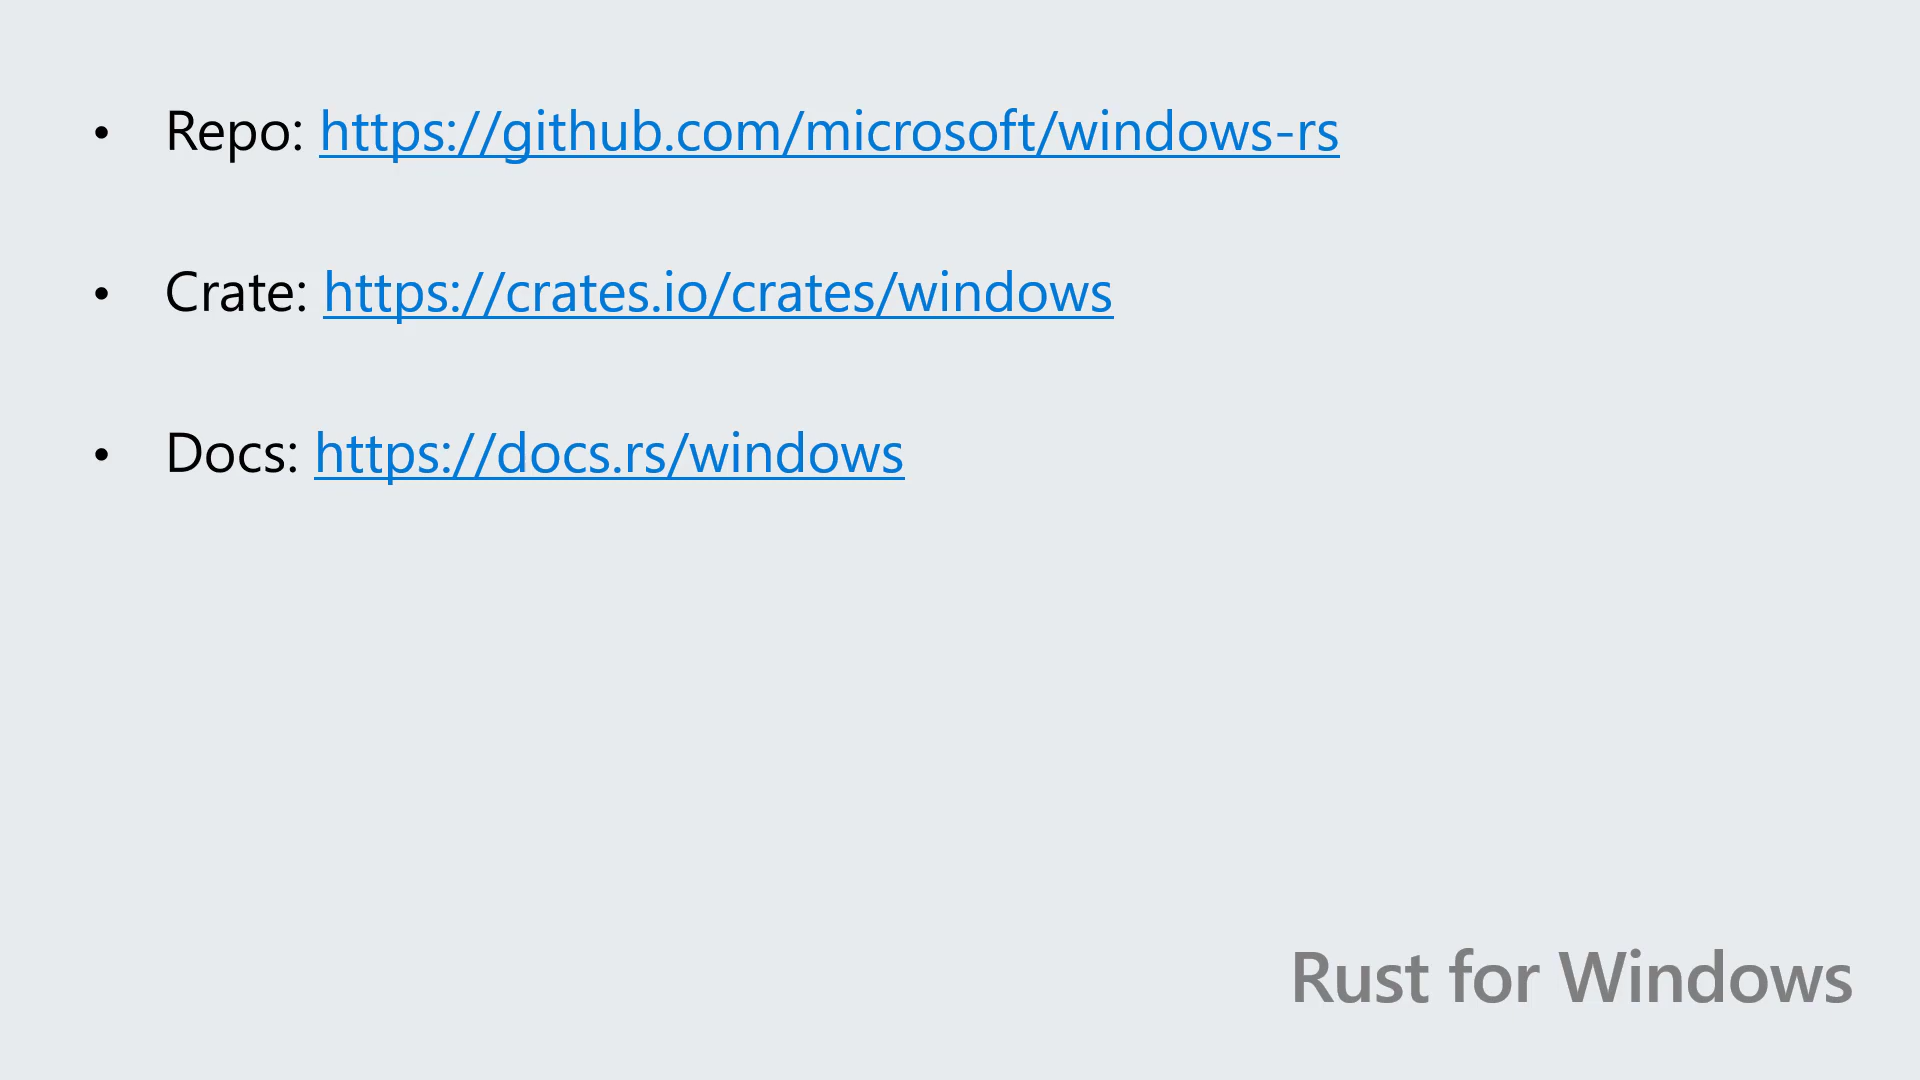 • Repo: https://github.com/microsoft/windows-rs
• Crate: https://crates.io/crates/windows
• Docs: https://docs.rs/windows
Rust for Windows